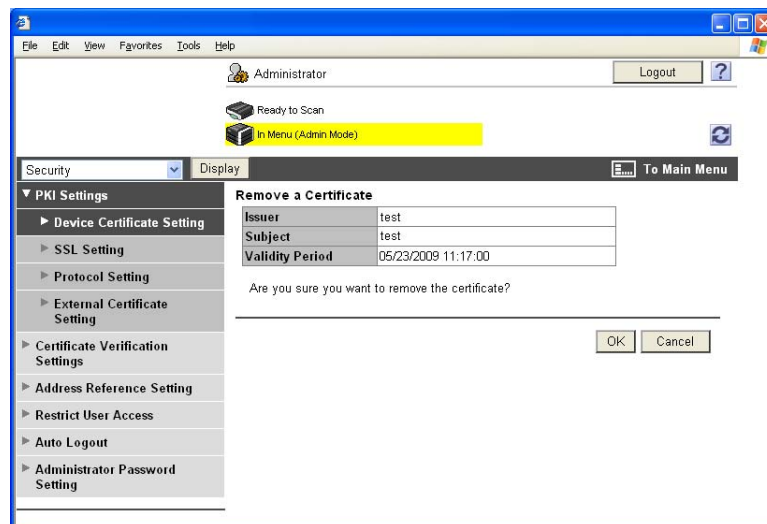 File Edit View Favorites Tools Help
Administrator
Logout ?
Ready to Scan
In Menu (Admin Mode)
Security Display To Main Menu
PKI Settings
Device Certificate Setting
SSL Setting
Protocol Setting
External Certificate
Setting
Certificate Verification
Settings
Address Reference Setting
Restrict User Access
Auto Logout
Administrator Password
Setting
Remove a Certificate
Issuer test
Subject test
Validity Period 05/23/2009 11:17:00
Are you sure you want to remove the certificate?
OK Cancel